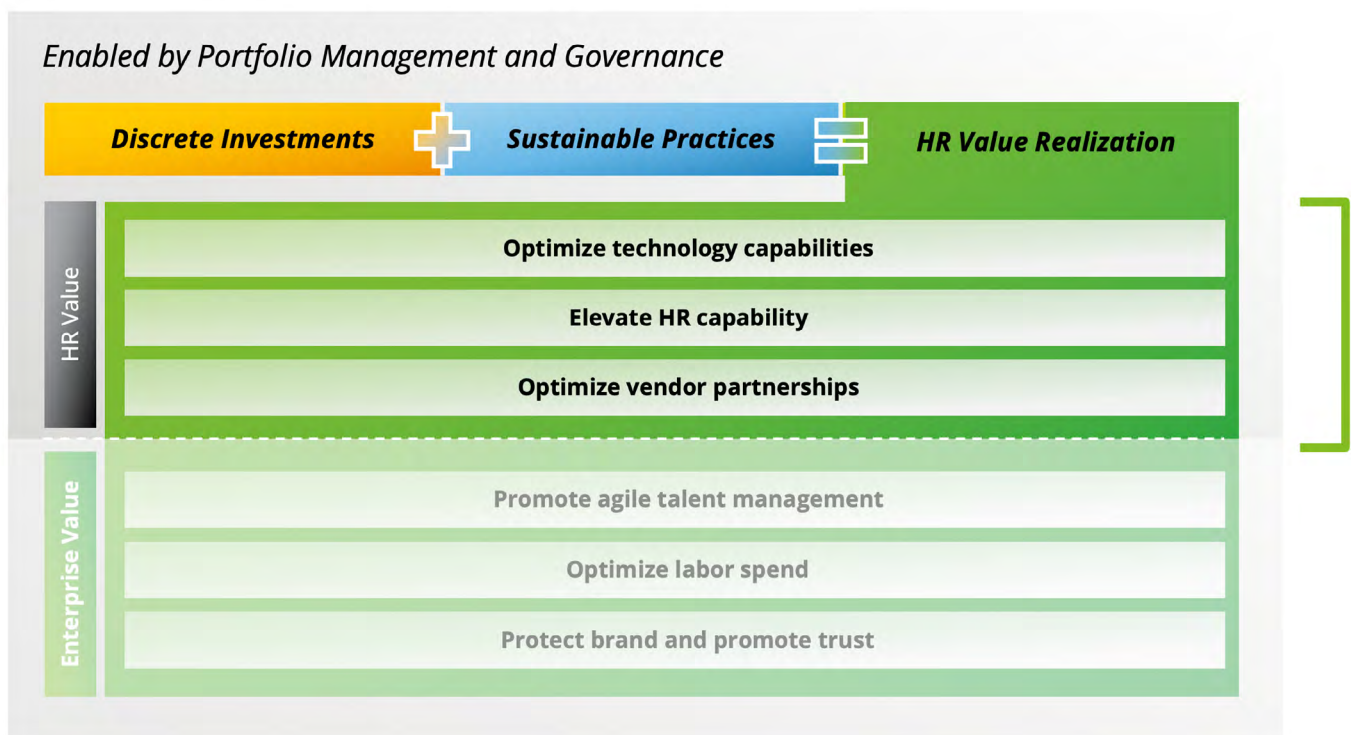 Enabled by Portfolio Management and Governance
Discrete Investments
Sustainable Practices
HR Value Realization
HR Value
Optimize technology capabilities
Elevate HR capability
Optimize vendor partnerships
Enterprise Value
Promote agile talent management
Optimize labor spend
Protect brand and promote trust